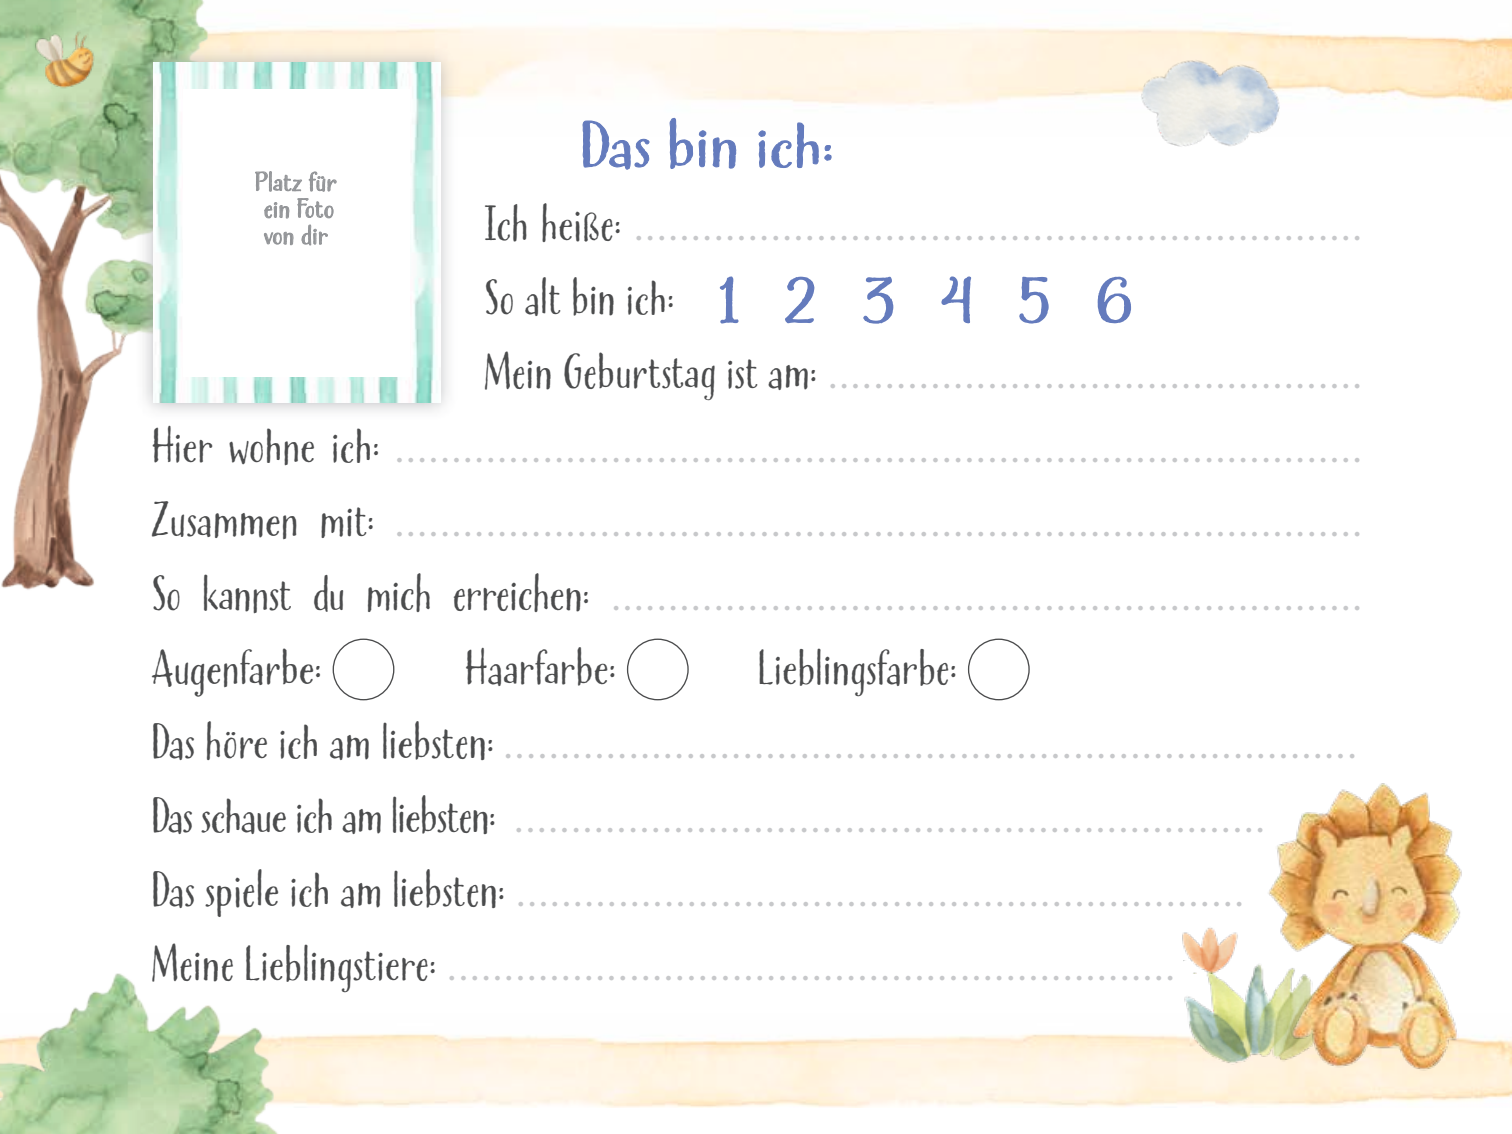 Platz für
ein Foto
von dir
Das bin ich:
Ich heiße:
So alt bin ich: 1 2 3 4 5 6
Mein Geburtstag ist am:
Hier wohne ich:
Zusammen mit:
So kannst du mich erreichen:
Augenfarbe: Haarfarbe: Lieblingsfarbe:
Das höre ich am liebsten:
Das schaue ich am liebsten:
Das spiele ich am liebsten:
Meine Lieblingstiere: